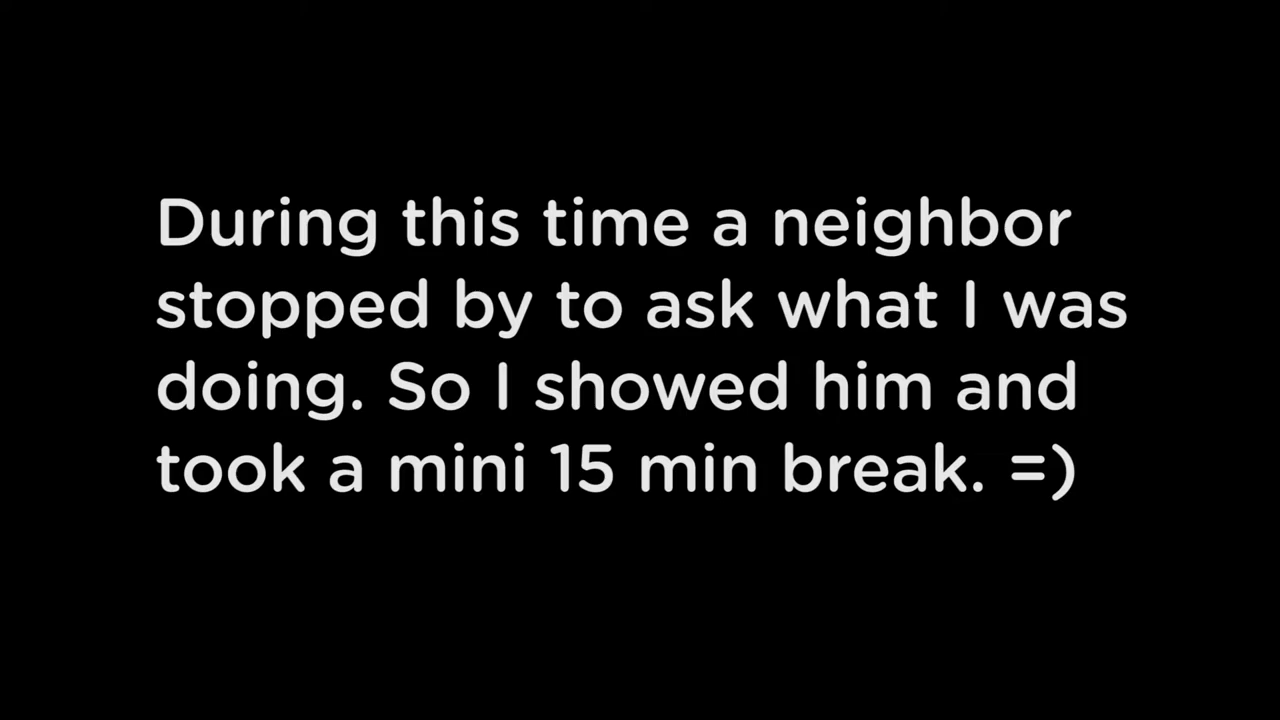 During this time a neighbor
stopped by to ask what I was
doing. So I showed him and
took a mini 15 min break. =)